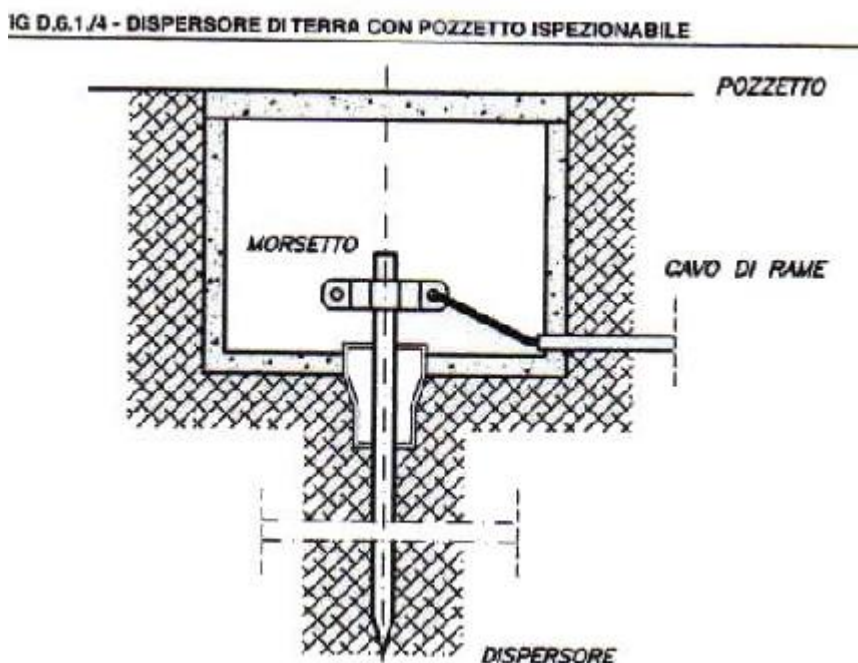 IG D.6.1./4 - DISPERSORE DI TERRA CON POZZETTO ISPEZIONABILE
POZZETTO
MORSETTO
CAVO DI RAME
DISPERSORE